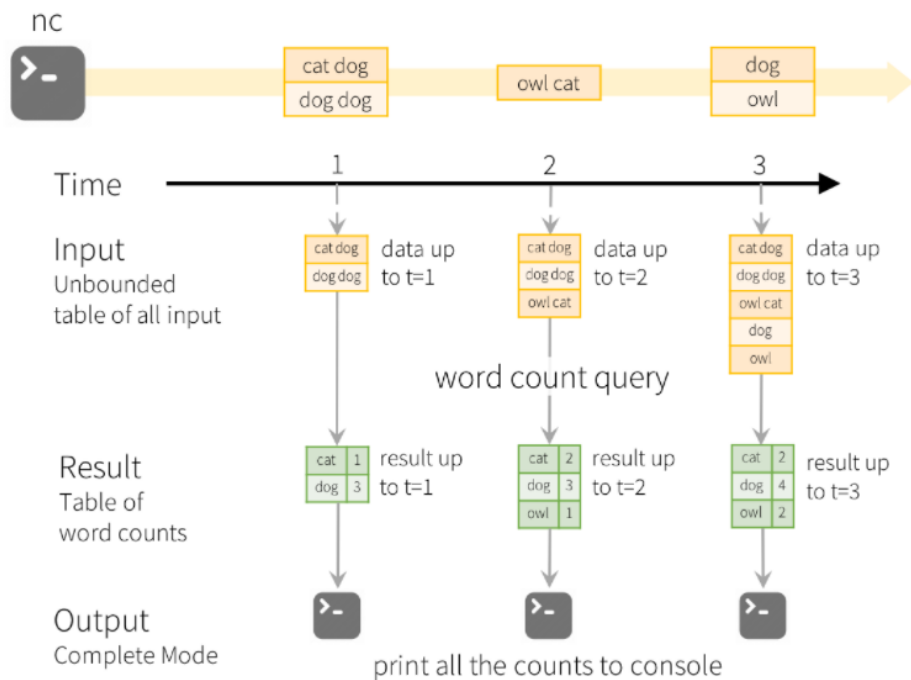 nc
>_
cat dog
dog dog
owl cat
dog
owl
Time
1
2
3
Input
Unbounded
table of all input
cat dog
dog dog
data up
to t=1
cat dog
dog dog
owl cat
data up
to t=2
cat dog
dog dog
owl cat
dog
owl
data up
to t=3
word count query
Result
Table of
word counts
cat 1
dog 3
result up
to t=1
cat 2
dog 3
owl 1
result up
to t=2
cat 2
dog 4
owl 2
result up
to t=3
Output
Complete Mode
>_
>_
>_
print all the counts to console